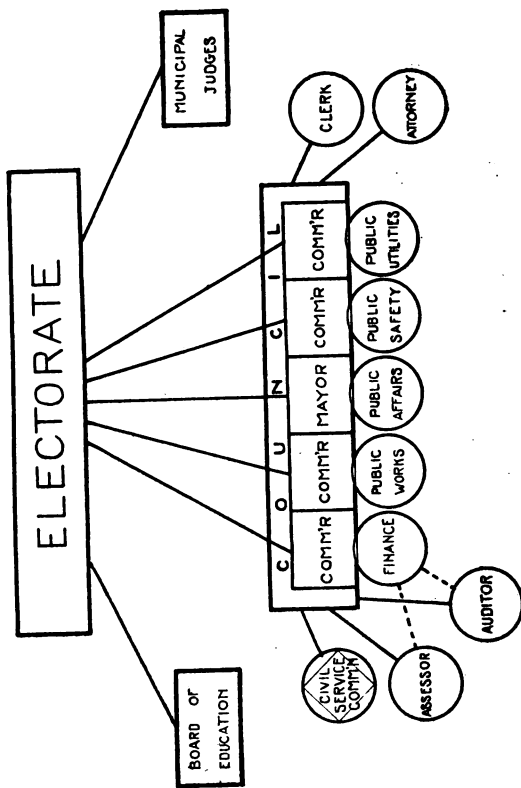 ELECTORATE
BOARD OF
EDUCATION
MUNICIPAL
JUDGES
COUNCIL
COMM'R
COMM'R
MAYOR
COMM'R
COMM'R
FINANCE
PUBLIC
WORKS
PUBLIC
AFFAIRS
PUBLIC
SAFETY
PUBLIC
UTILITIES
CIVIL
SERVICE
COMM'N
ASSESSOR
AUDITOR
CLERK
ATTORNEY